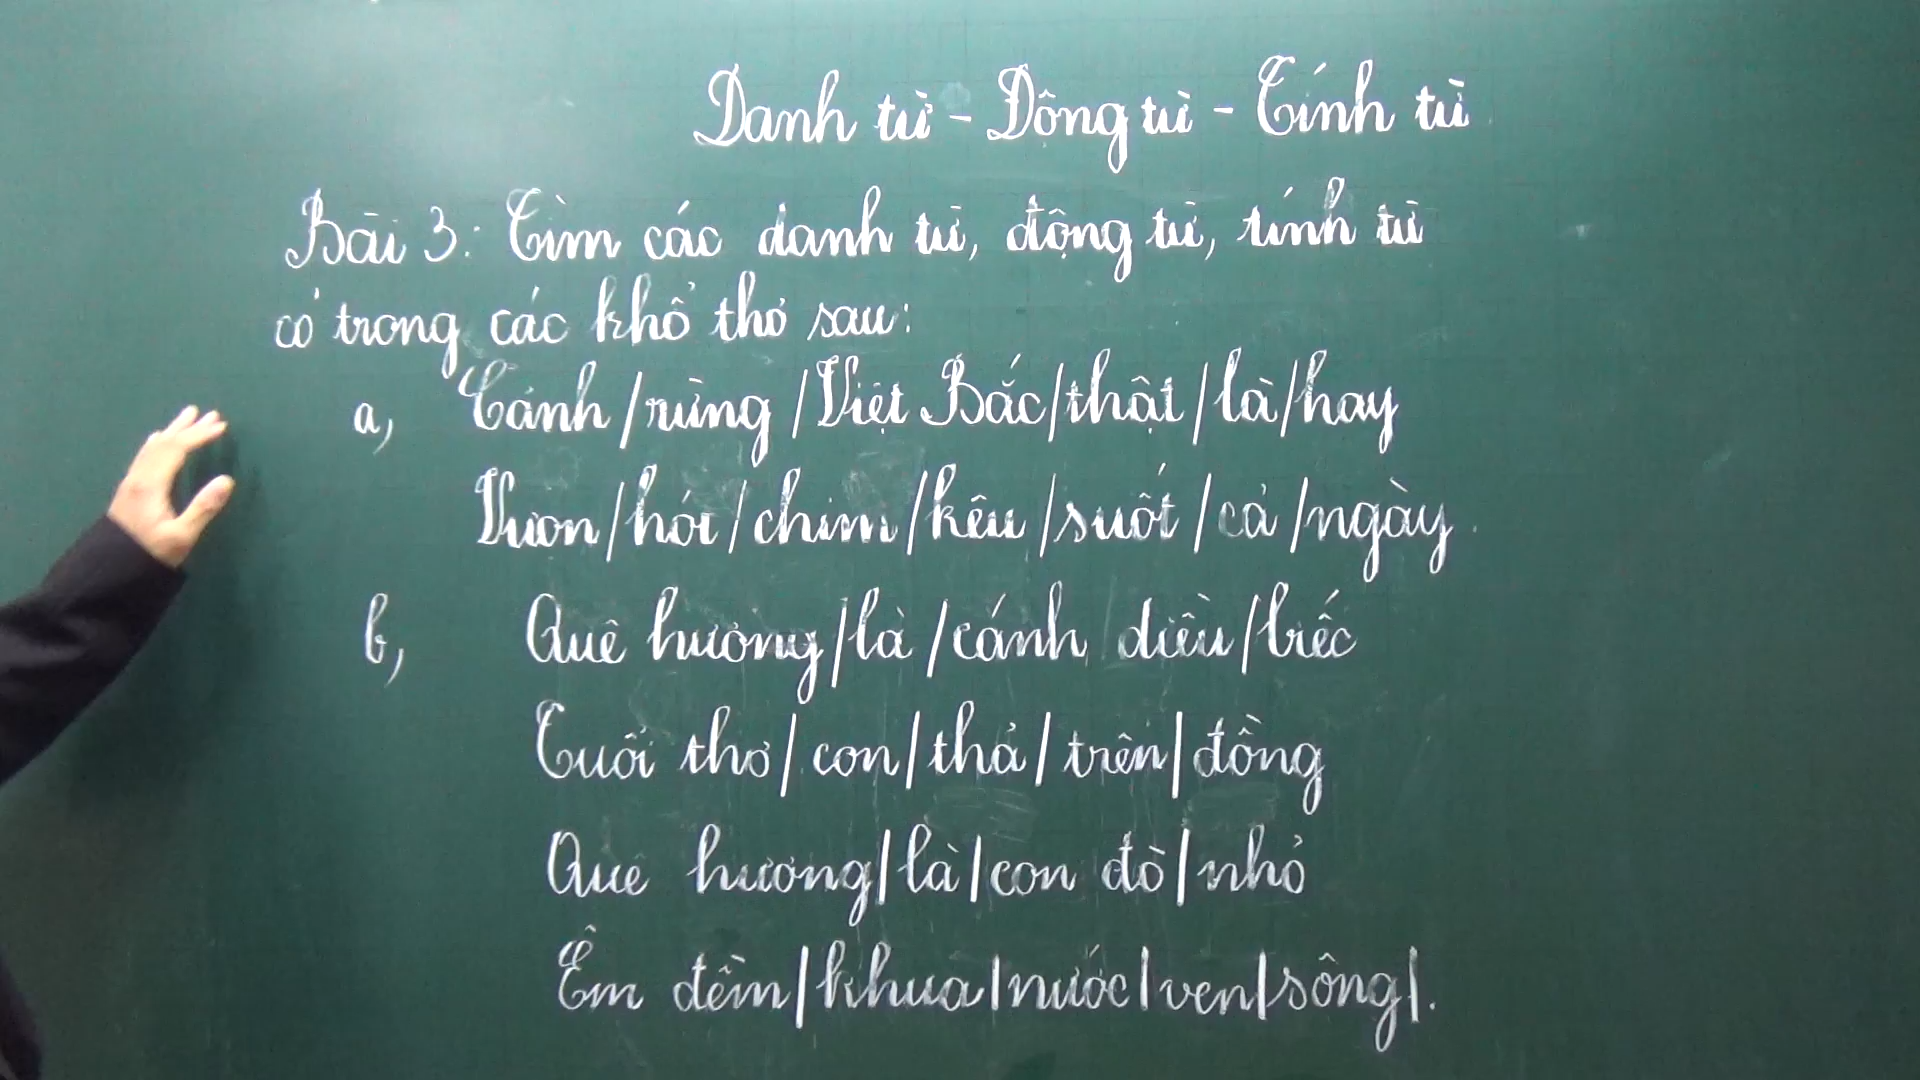 Danh từ - Động từ - Tính từ
Bài 3: Tìm các danh từ, động từ, tính từ
có trong các khổ thơ sau:
a, Cảnh / rừng / Việt Bắc / thật / là / hay
Vượn / hót / chim / kêu / suốt / cả / ngày.
b, Quê hương / là / cánh diều / biếc
Tuổi thơ / con / thả / trên / đồng
Quê hương / là / con đò / nhỏ
Êm đềm / khua / nước / ven / sông /.